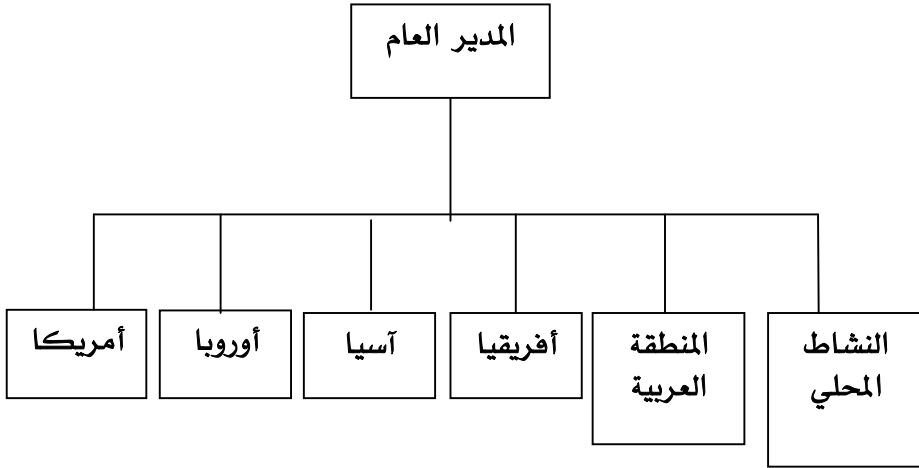 المدير العام
النشاط
المحلي
المنطقة
العربية
أفريقيا
آسيا
أوروبا
أمريكا